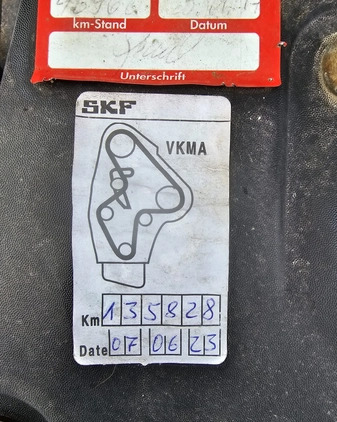 km-Stand Datum
Unterschrift
SKF
VKMA
Km 135828
Date 07 06 23